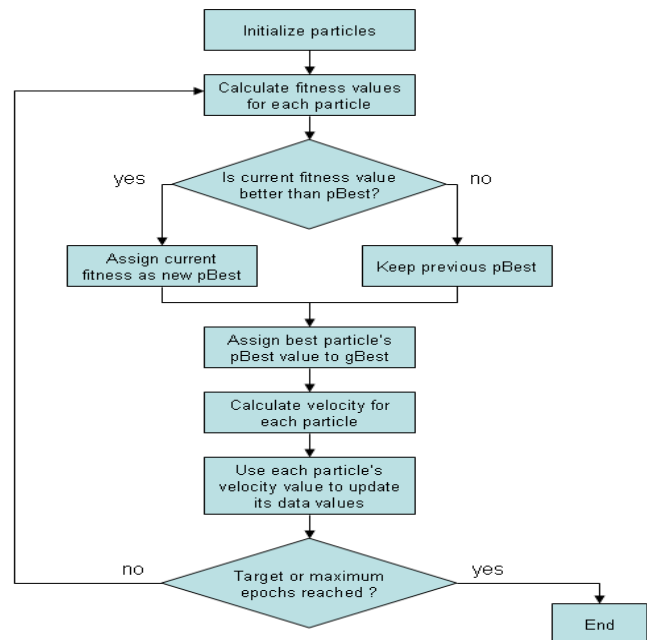 Initialize particles
Calculate fitness values
for each particle
Is current fitness value
better than pBest?
yes
no
Assign current
fitness as new pBest
Keep previous pBest
Assign best particle's
pBest value to gBest
Calculate velocity for
each particle
Use each particle's
velocity value to update
its data values
Target or maximum
epochs reached ?
no
yes
End